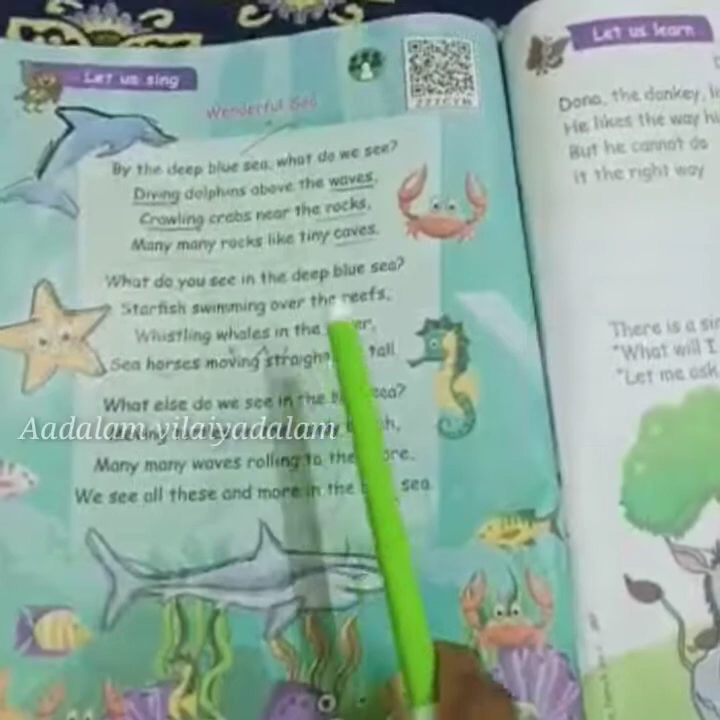 Let us sing
Wonderful Sea
By the deep blue sea, what do we see?
Diving dolphins above the waves,
Crawling crabs near the rocks,
Many many rocks like tiny caves.
What do you see in the deep blue sea?
Starfish swimming over the reefs,
Whistling whales in the
Sea horses moving straight tall
What else do we see in the sea?
Aadalam vilaiyadalam
Many many waves rolling to the
We see all these and more in the sea
Let us learn
Dona, the donkey,
He likes the way
But he cannot do
it the right way
There is a
"What will I
"Let me ask